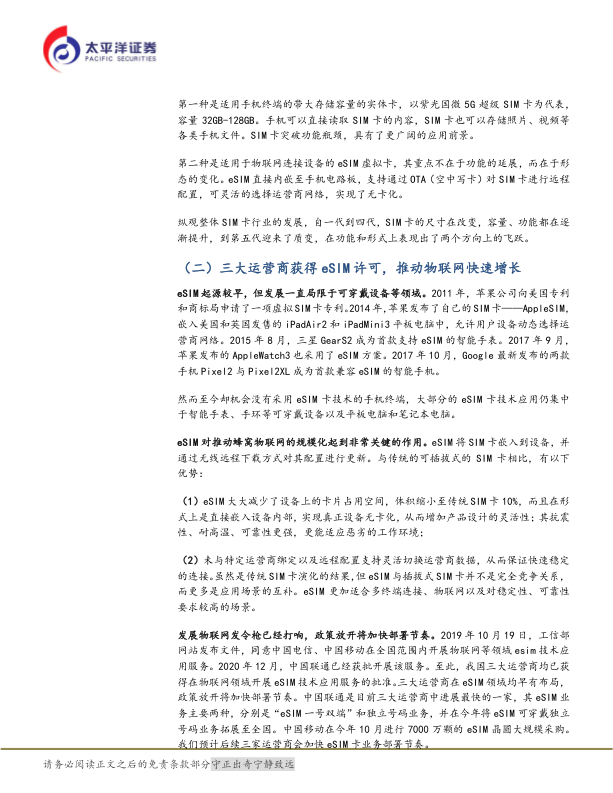 太平洋证券
PACIFIC SECURITIES
第一种是适用手机终端的带大存储容量的实体卡，以紫光国微 5G 超级 SIM 卡为代表，
容量 32GB-128GB。手机可以直接读取 SIM 卡的内容，SIM 卡也可以存储照片、视频等
各类手机文件。SIM 卡突破功能瓶颈，具有了更广阔的应用前景。
第二种是适用于物联网连接设备的 eSIM 虚拟卡，其重点不在于功能的延展，而在于形
态的变化。eSIM 直接内嵌至手机电路板，支持通过 OTA（空中写卡）对 SIM 卡进行远程
配置，可灵活的选择运营商网络，实现了无卡化。
纵观整体 SIM 卡行业的发展，自一代到四代，SIM 卡的尺寸在改变，容量、功能都在逐
渐提升，到第五代迎来了质变，在功能和形式上表现出了两个方向上的飞跃。
（二）三大运营商获得 eSIM 许可，推动物联网快速增长
eSIM 起源较早，但发展一直局限于可穿戴设备等领域。2011 年，苹果公司向美国专利
和商标局申请了一项虚拟 SIM 卡专利。2014 年，苹果发布了自己的 SIM 卡——AppleSIM，
嵌入美国和英国发售的 iPadAir2 和 iPadMini3 平板电脑中，允许用户设备动态选择运
营商网络。2015 年 8 月，三星 GearS2 成为首款支持 eSIM 的智能手表。2017 年 9 月，
苹果发布的 AppleWatch3 也采用了 eSIM 方案。2017 年 10 月，Google 最新发布的两款
手机 Pixel2 与 Pixel2XL 成为首款兼容 eSIM 的智能手机。
然而至今却机会没有采用 eSIM 卡技术的手机终端，大部分的 eSIM 卡技术应用仍集中
于智能手表、手环等可穿戴设备以及平板电脑和笔记本电脑。
eSIM 对推动蜂窝物联网的规模化起到非常关键的作用。eSIM 将 SIM 卡嵌入到设备，并
通过无线远程下载方式对其配置进行更新。与传统的可插拔式的 SIM 卡相比，有以下
优势：
（1）eSIM 大大减少了设备上的卡片占用空间，体积缩小至传统 SIM 卡 10%，而且在形
式上是直接嵌入设备内部，实现真正设备无卡化，从而增加产品设计的灵活性；其抗震
性、耐高温、可靠性更强，更能适应恶劣的工作环境；
（2）未与特定运营商绑定以及远程配置支持灵活切换运营商数据，从而保证快速稳定
的连接。虽然是传统 SIM 卡演化的结果，但 eSIM 与插拔式 SIM 卡并不是完全竞争关系，
而更多是应用场景的互补。eSIM 更加适合多终端连接、物联网以及对稳定性、可靠性
要求较高的场景。
发展物联网发令枪已经打响，政策放开将加快部署节奏。2019 年 10 月 19 日，工信部
网站发布文件，同意中国电信、中国移动在全国范围内开展物联网等领域 esim 技术应
用服务。2020 年 12 月，中国联通已经获批开展该服务。至此，我国三大运营商均已获
得在物联网领域开展 eSIM 技术应用服务的批准。三大运营商在 eSIM 领域均早有布局，
政策放开将加快部署节奏。中国联通是目前三大运营商中进展最快的一家，其 eSIM 业
务主要两种，分别是“eSIM 一号双端”和独立号码业务，并在今年将 eSIM 可穿戴独立
号码业务拓展至全国。中国移动在今年 10 月进行 7000 万颗的 eSIM 晶圆大规模采购。
我们预计后续三家运营商会加快 eSIM 卡业务部署节奏。
请务必阅读正文之后的免责条款部分守正出奇宁静致远